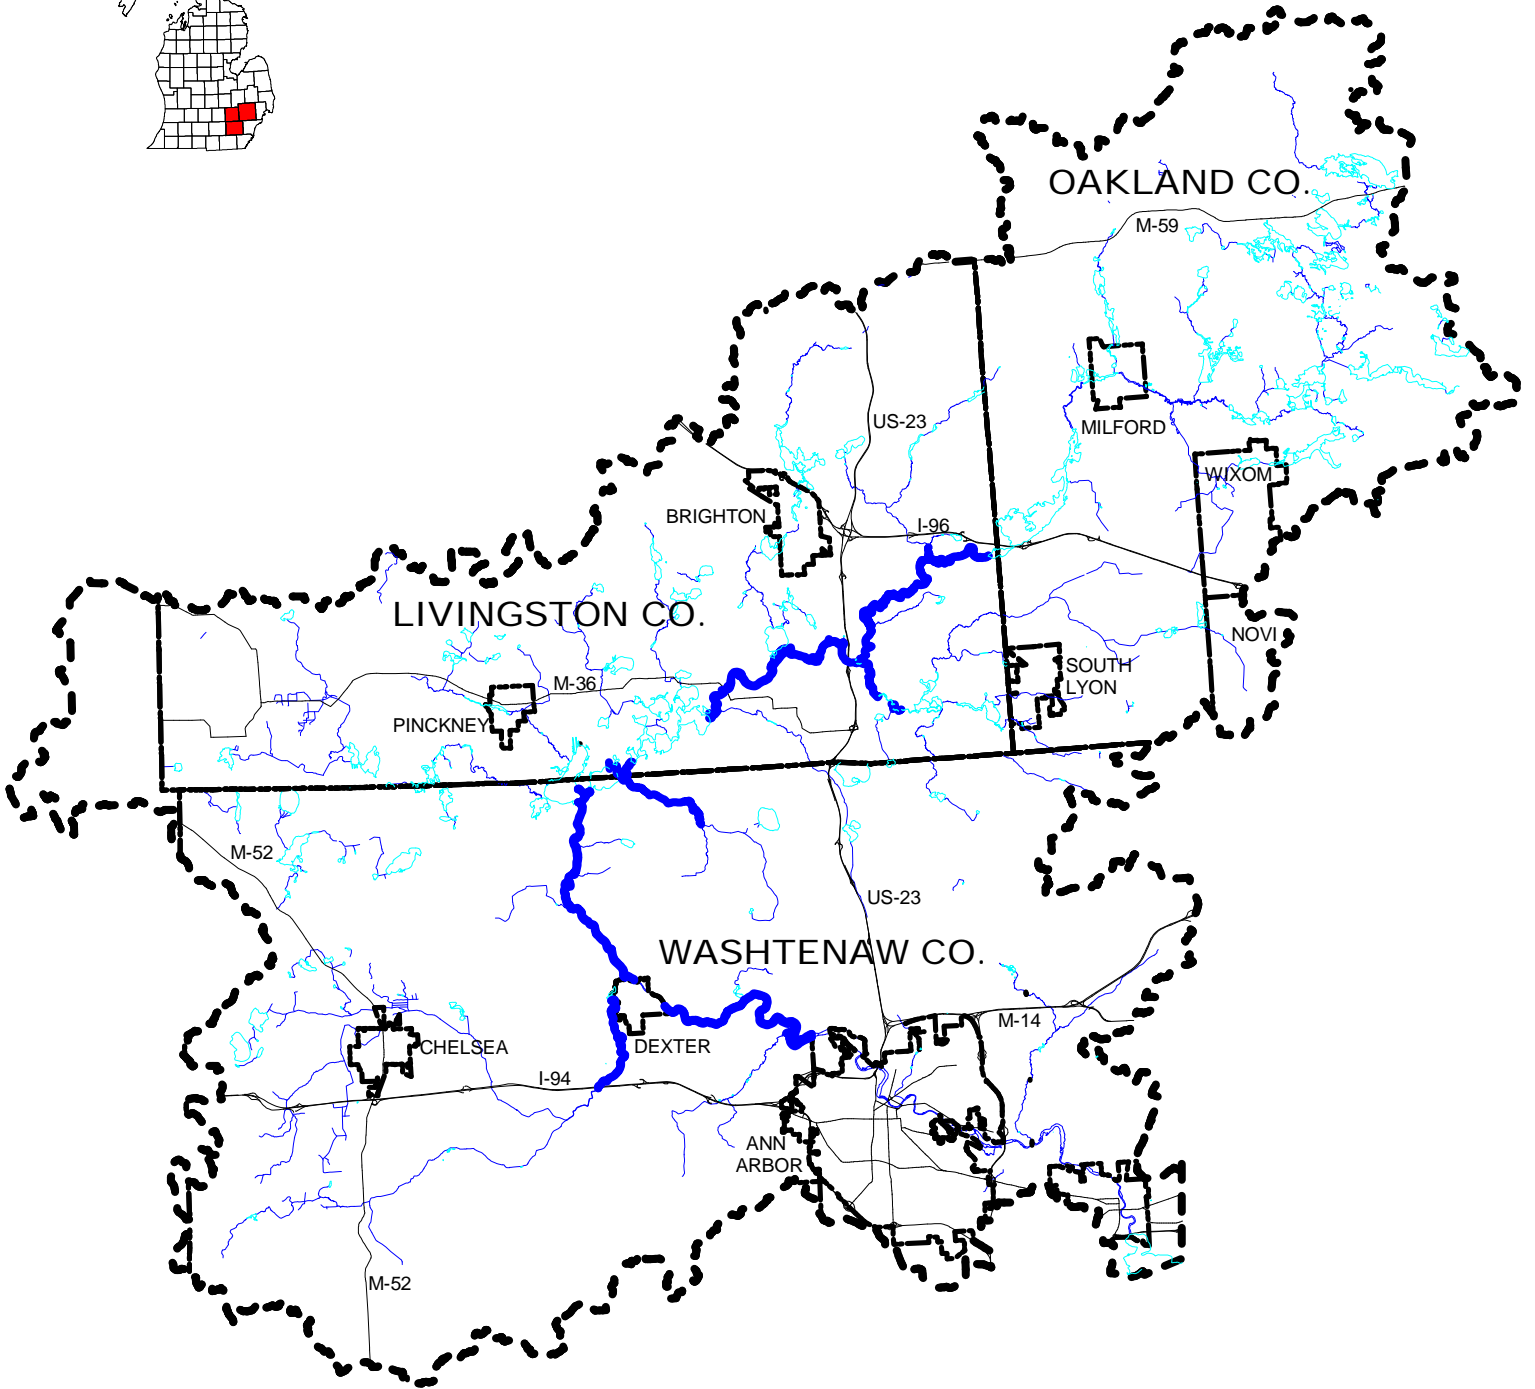 OAKLAND CO.
M-59
US-23
MILFORD
WIXOM
BRIGHTON
I-96
LIVINGSTON CO.
NOVI
SOUTH
LYON
M-36
PINCKNEY
M-52
US-23
WASHTENAW CO.
M-14
CHELSEA
DEXTER
I-94
ANN
ARBOR
M-52